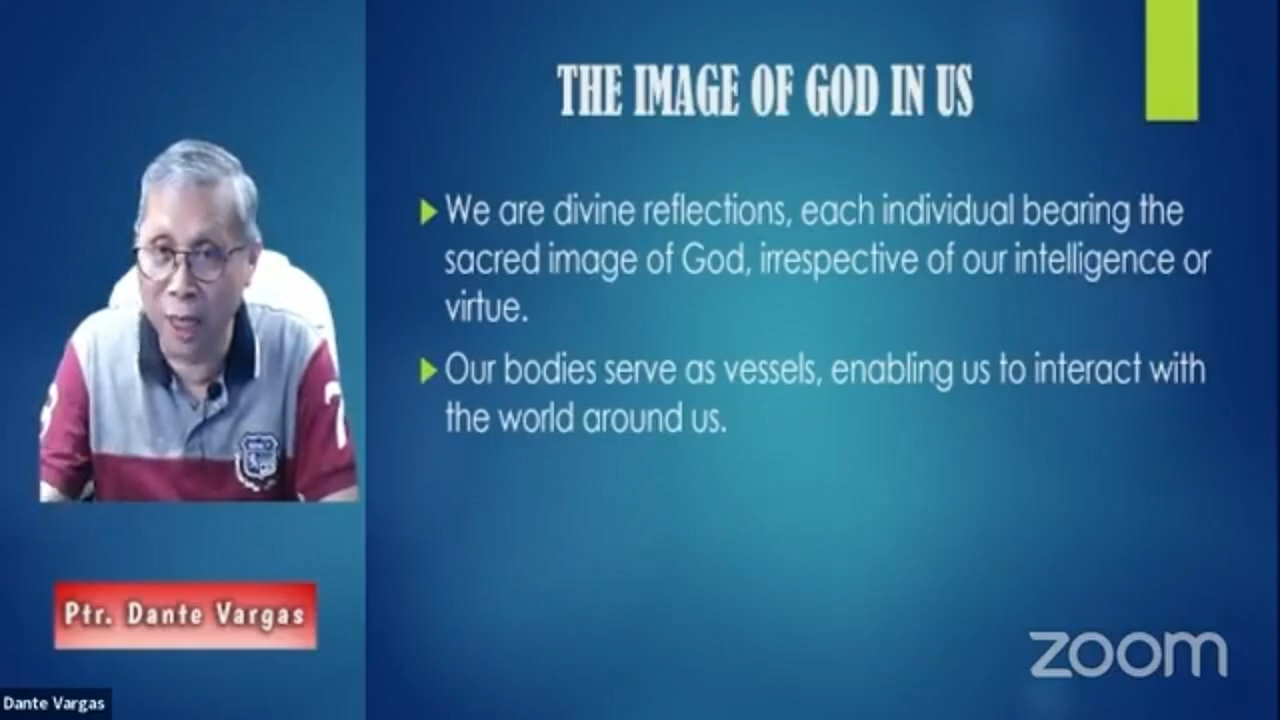 THE IMAGE OF GOD IN US
We are divine reflections, each individual bearing the
sacred image of God, irrespective of our intelligence or
virtue.
Our bodies serve as vessels, enabling us to interact with
the world around us.
7
Ptr. Dante Vargas
zoom
Dante Vargas